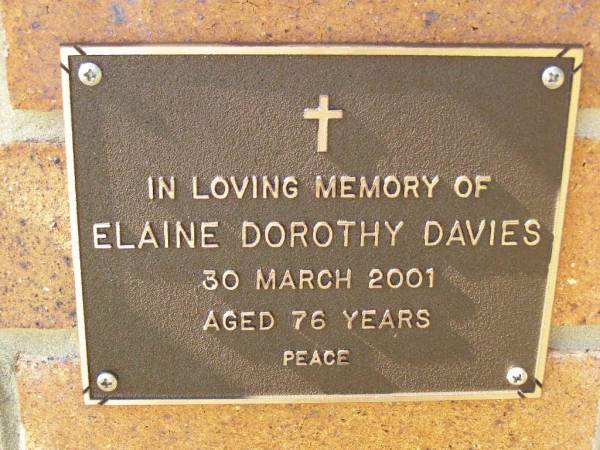 IN LOVING MEMORY OF
ELAINE DOROTHY DAVIES
30 MARCH 2001
AGED 76 YEARS
PEACE